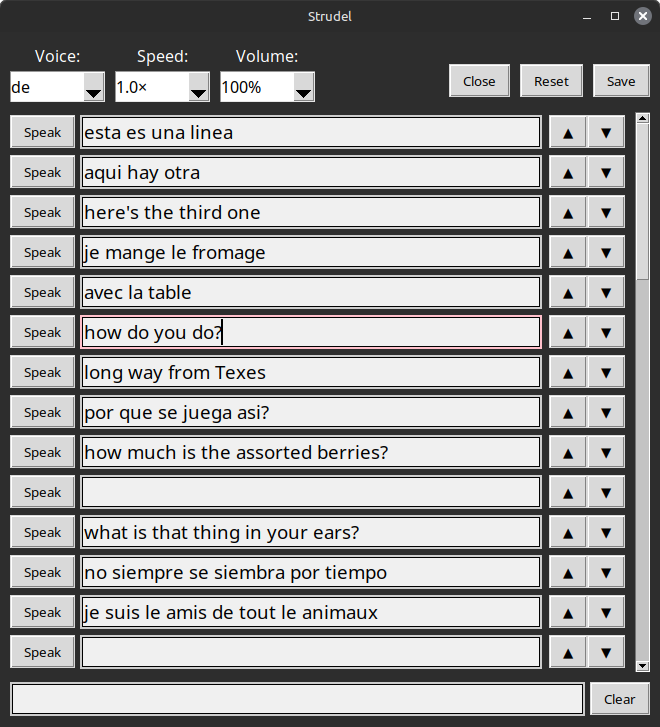 Strudel
Voice: Speed: Volume:
de 1.0× 100% Close Reset Save
Speak esta es una linea ▲ ▼
Speak aqui hay otra ▲ ▼
Speak here's the third one ▲ ▼
Speak je mange le fromage ▲ ▼
Speak avec la table ▲ ▼
Speak how do you do? ▲ ▼
Speak long way from Texes ▲ ▼
Speak por que se juega asi? ▲ ▼
Speak how much is the assorted berries? ▲ ▼
Speak ▲ ▼
Speak what is that thing in your ears? ▲ ▼
Speak no siempre se siembra por tiempo ▲ ▼
Speak je suis le amis de tout le animaux ▲ ▼
Speak ▲ ▼
Clear